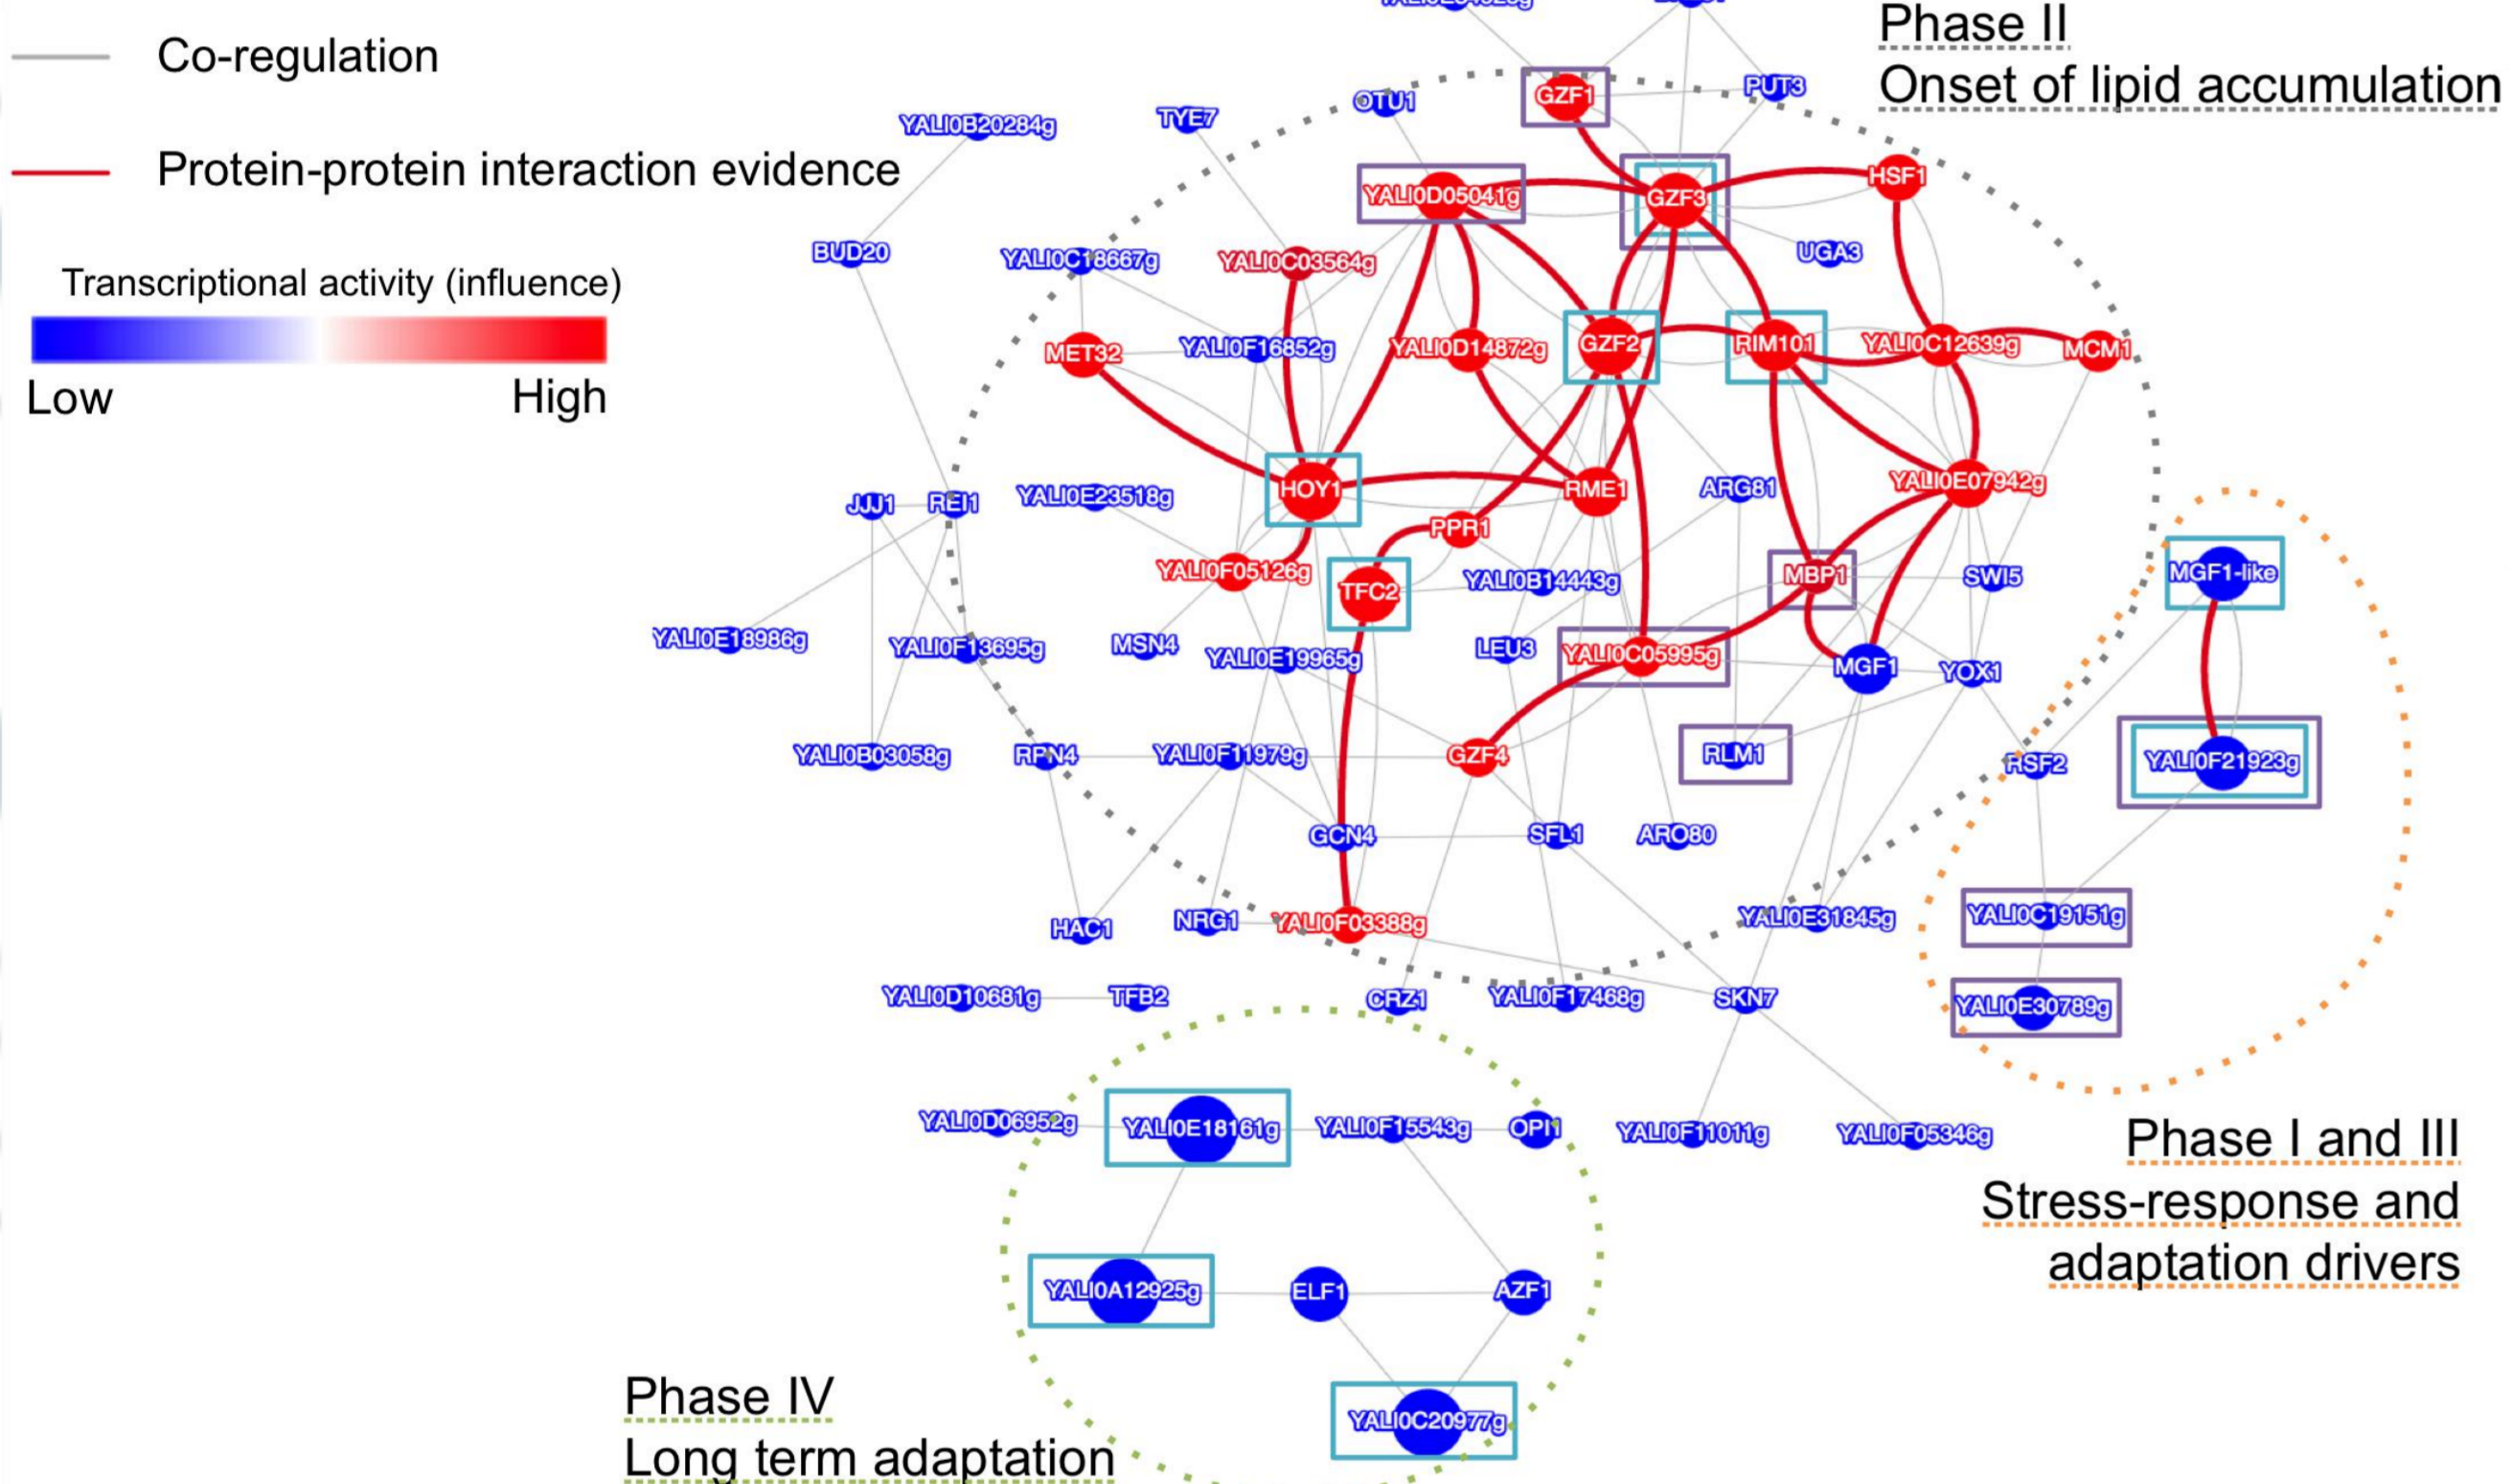 Co-regulation
Protein-protein interaction evidence
Transcriptional activity (influence)
Low High
Phase II
Onset of lipid accumulation
GZF1
PUT3
OTU1
TYE7
YALI0B20284g
YALI0D05041g
GZF3
HSF1
BUD20
YALI0C18667g
YALI0C03564g
UGA3
MET32
YALI0F16852g
YALI0D14872g
GZF2
RIM101
YALI0C12639g
MCM1
JJJ1
REI1
YALI0E23518g
HOY1
RME1
ARG81
YALI0E07942g
PPR1
YALI0F05126g
TFC2
YALI0B14443g
MBP1
SWI5
MGF1-like
YALI0E18986g
YALI0F13695g
MSN4
YALI0E19965g
LEU3
YALI0C05995g
MGF1
YOX1
YALI0B03058g
RPN4
YALI0F11979g
GZF4
RLM1
RSF2
YALI0F21923g
GCN4
SFL1
ARO80
HAC1
NRG1
YALI0F03388g
YALI0E31845g
YALI0C19151g
YALI0D10681g
TFB2
CRZ1
YALI0F17468g
SKN7
YALI0E30789g
YALI0D06952g
YALI0E18161g
YALI0F15543g
OPI1
YALI0F11011g
YALI0F05346g
Phase I and III
Stress-response and
adaptation drivers
YALI0A12925g
ELF1
AZF1
YALI0C20977g
Phase IV
Long term adaptation